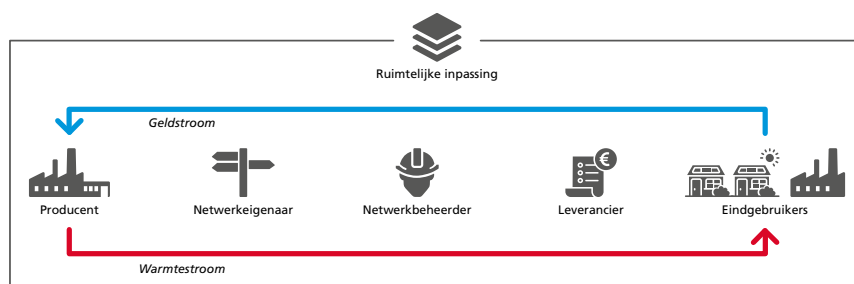 Ruimtelijke inpassing
Geldstroom
€
Producent
Netwerkeigenaar
Netwerkbeheerder
Leverancier
Eindgebruikers
Warmtestroom